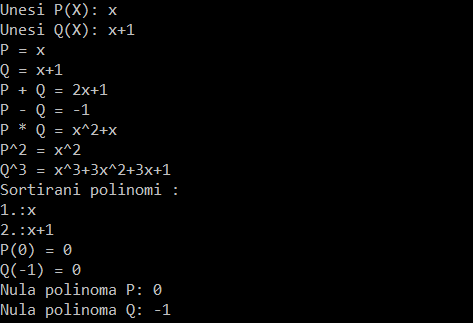 Unesi P(X): x
Unesi Q(X): x+1
P = x
Q = x+1
P + Q = 2x+1
P - Q = -1
P * Q = x^2+x
P^2 = x^2
Q^3 = x^3+3x^2+3x+1
Sortirani polinomi :
1.:x
2.:x+1
P(0) = 0
Q(-1) = 0
Nula polinoma P: 0
Nula polinoma Q: -1